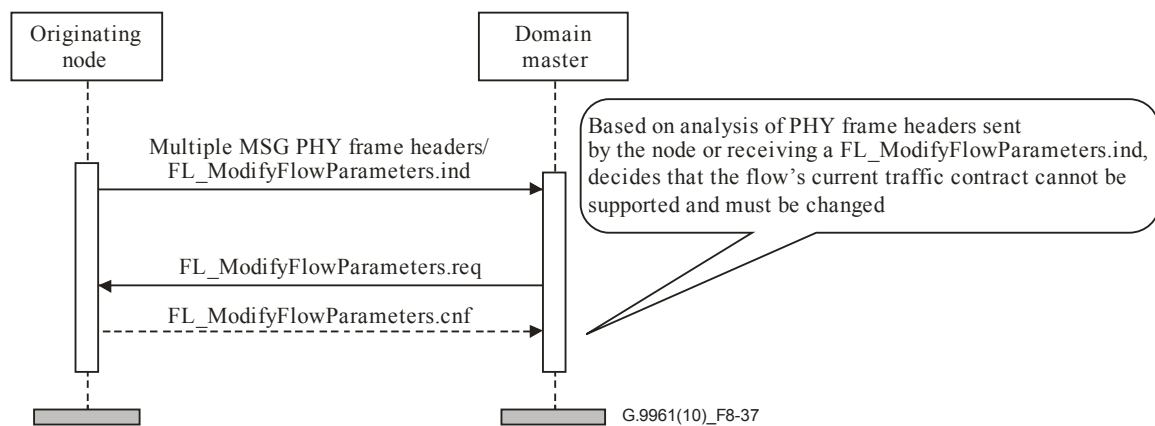 Originating
node
Domain
master
Multiple MSG PHY frame headers/
FL_ModifyFlowParameters.ind
Based on analysis of PHY frame headers sent
by the node or receiving a FL_ModifyFlowParameters.ind,
decides that the flow's current traffic contract cannot be
supported and must be changed
FL_ModifyFlowParameters.req
FL_ModifyFlowParameters.cnf
G.9961(10)_F8-37